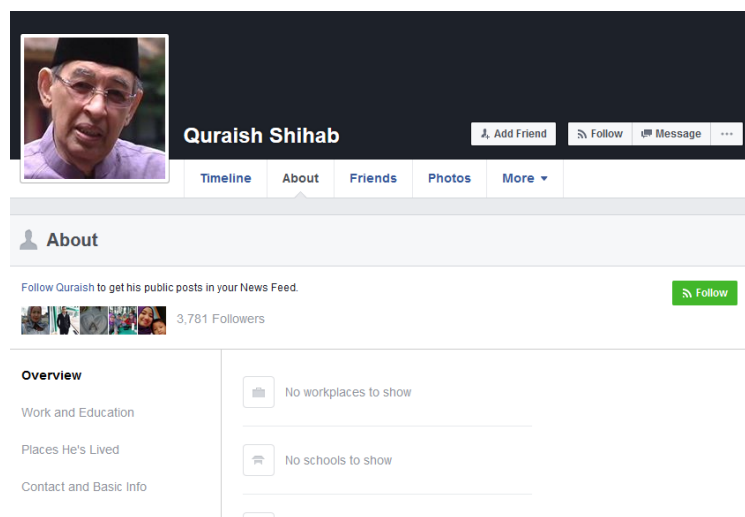 Quraish Shihab
Add Friend
Follow
Message
...
Timeline
About
Friends
Photos
More
About
Follow Quraish to get his public posts in your News Feed.
Follow
3,781 Followers
Overview
No workplaces to show
Work and Education
Places He's Lived
No schools to show
Contact and Basic Info